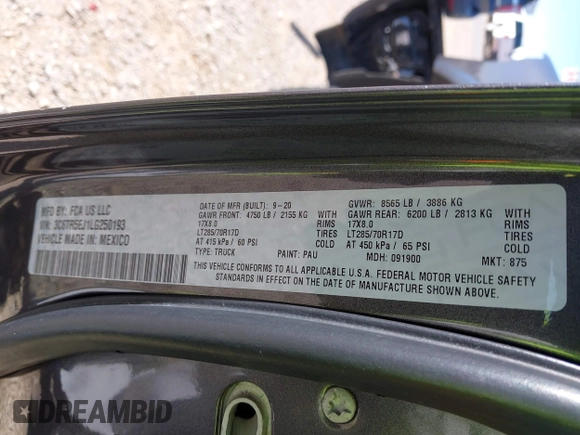 MFD BY: FCA US LLC
VIN: 3C6TR5EJ1LG250193
VEHICLE MADE IN: MEXICO
DATE OF MFR (BUILT): 9-20
GVWR: 8565 LB / 3886 KG
GAWR FRONT: 4750 LB / 2155 KG
WITH
GAWR REAR: 6200 LB / 2813 KG
WITH
17X8.0
RIMS
17X8.0
RIMS
LT285/70R17D
TIRES
LT285/70R17D
TIRES
AT 415 kPa / 60 PSI
COLD
AT 450 kPa / 65 PSI
COLD
TYPE: TRUCK
PAINT: PAU
MDH: 091900
MKT: 875
THIS VEHICLE CONFORMS TO ALL APPLICABLE U.S.A. FEDERAL MOTOR VEHICLE SAFETY
STANDARDS IN EFFECT ON THE DATE OF MANUFACTURE SHOWN ABOVE.
DREAMBID